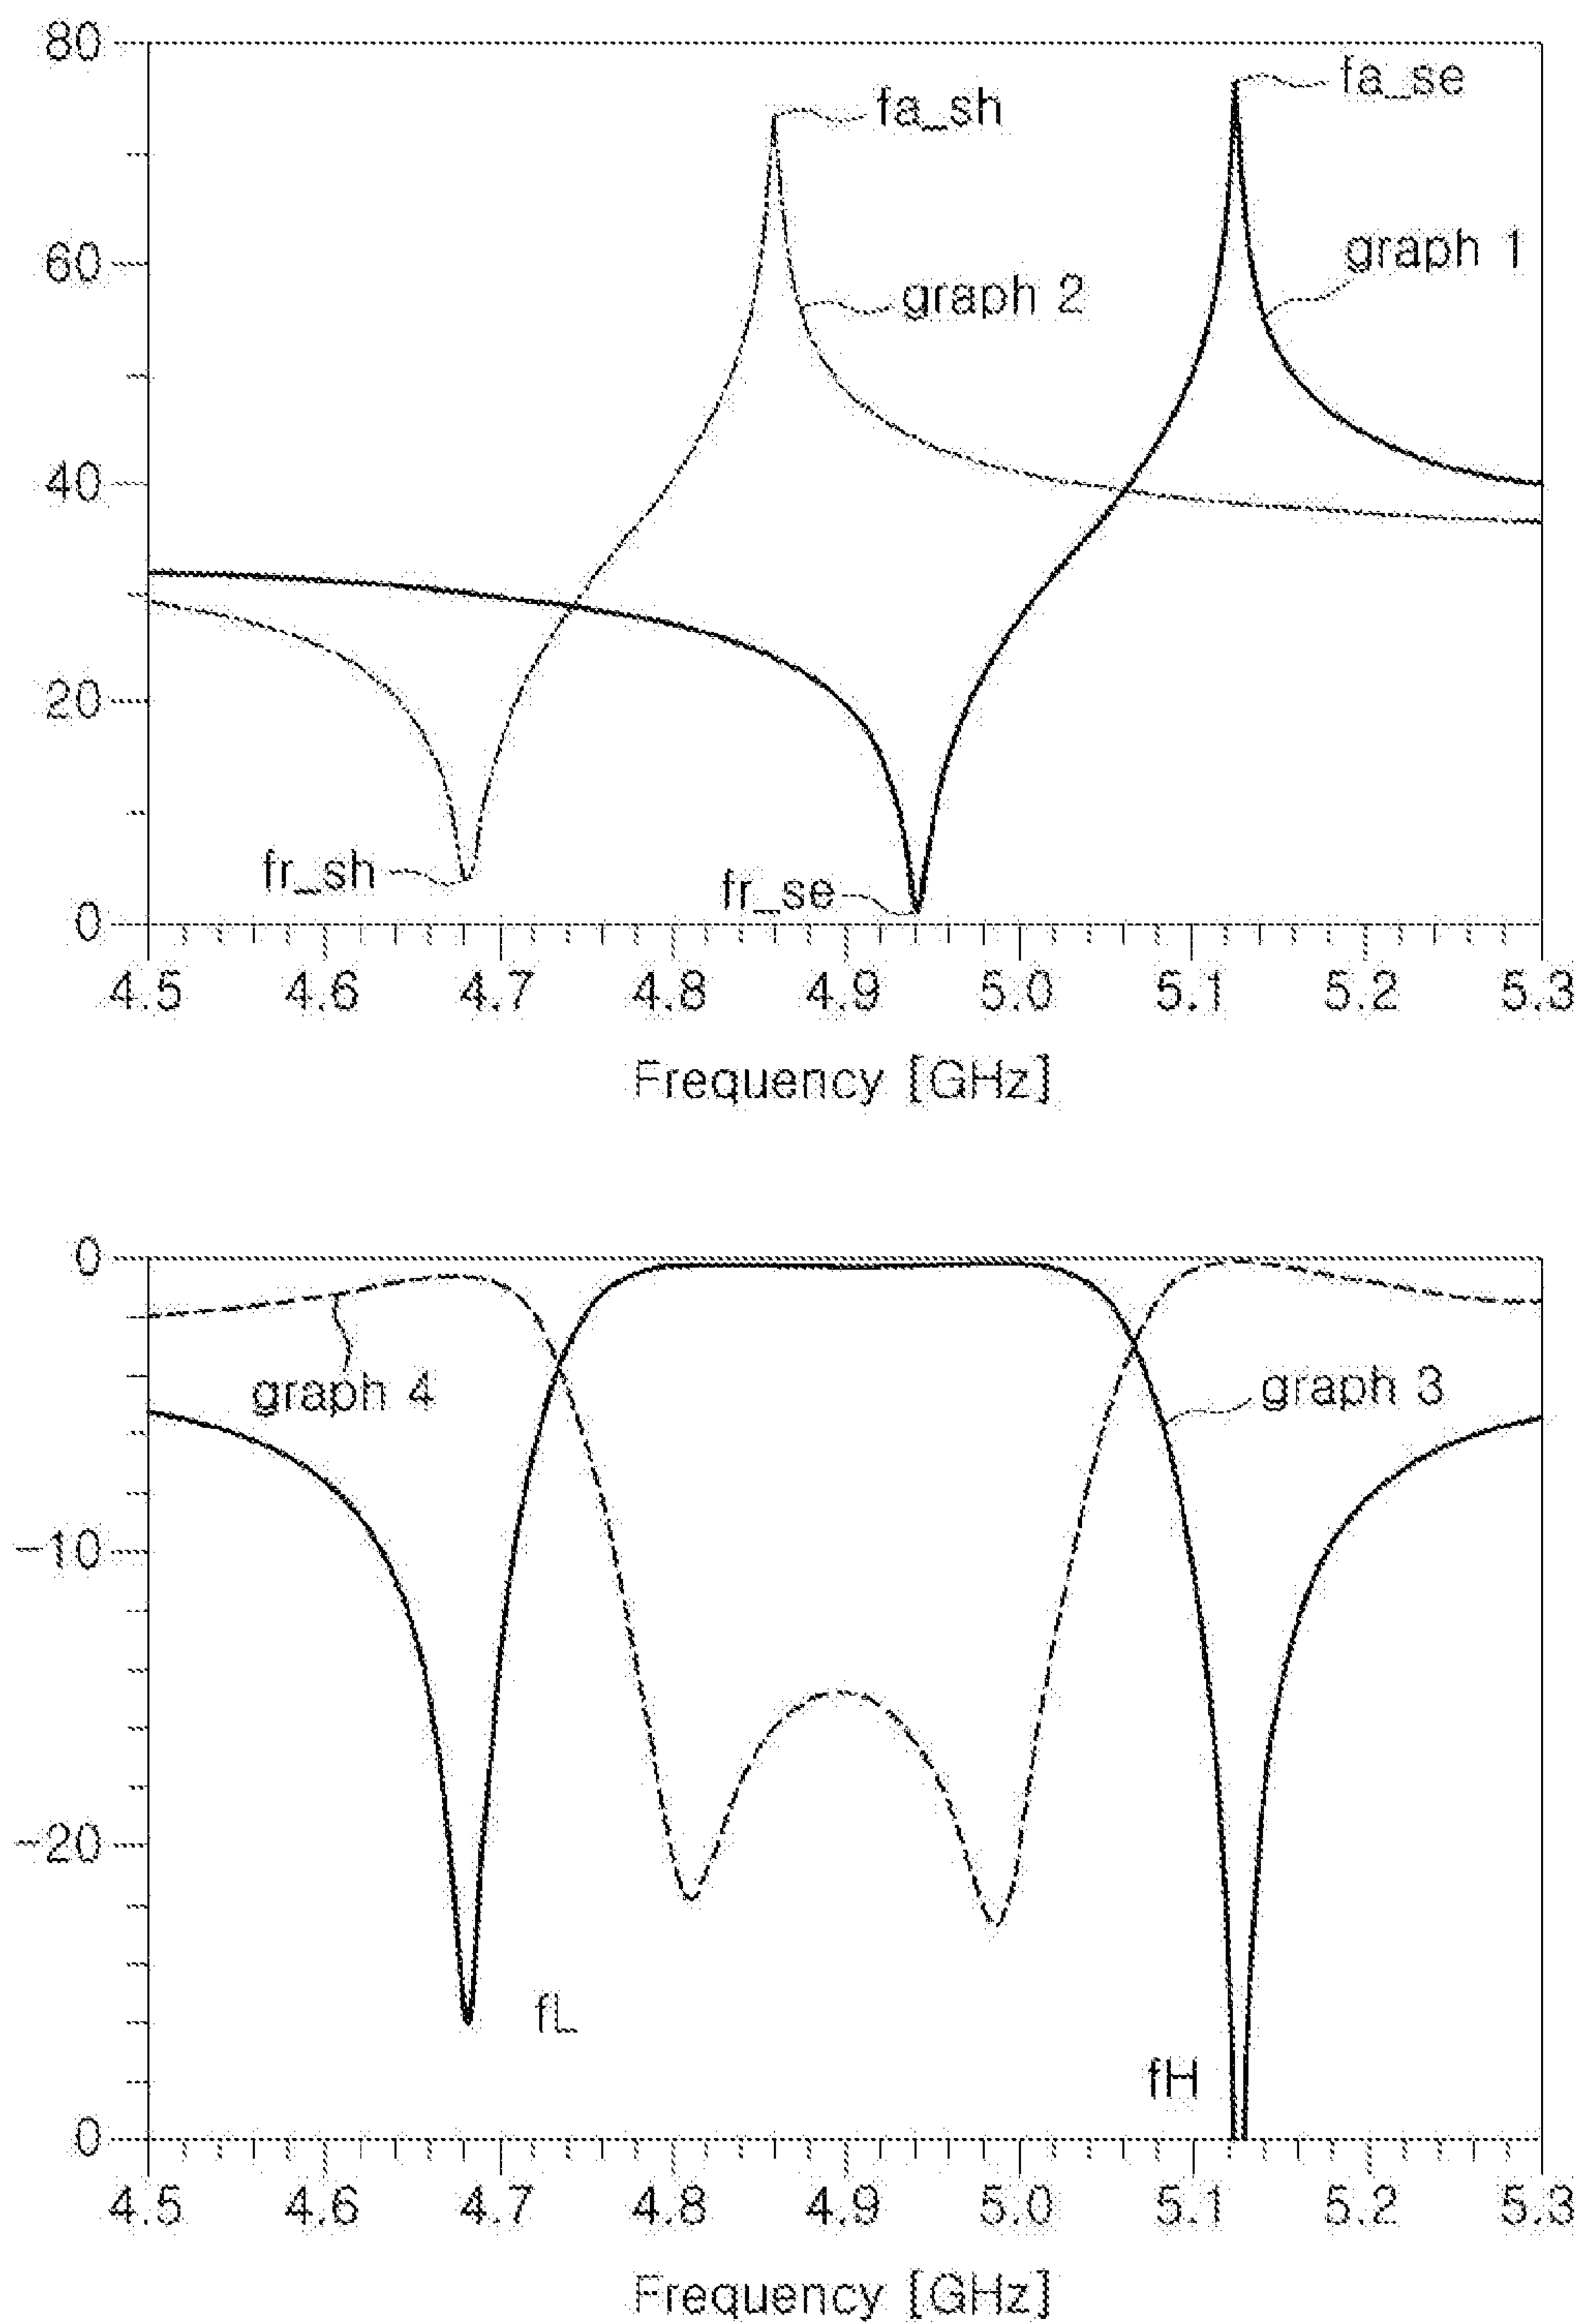 80
fa_sh
fa_se
60
graph 2
graph 1
40
20
fr_sh
fr_se
0
4.5 4.6 4.7 4.8 4.9 5.0 5.1 5.2 5.3
Frequency [GHz]
0
graph 4
graph 3
-10
-20
fL
fH
0
4.5 4.6 4.7 4.8 4.9 5.0 5.1 5.2 5.3
Frequency [GHz]